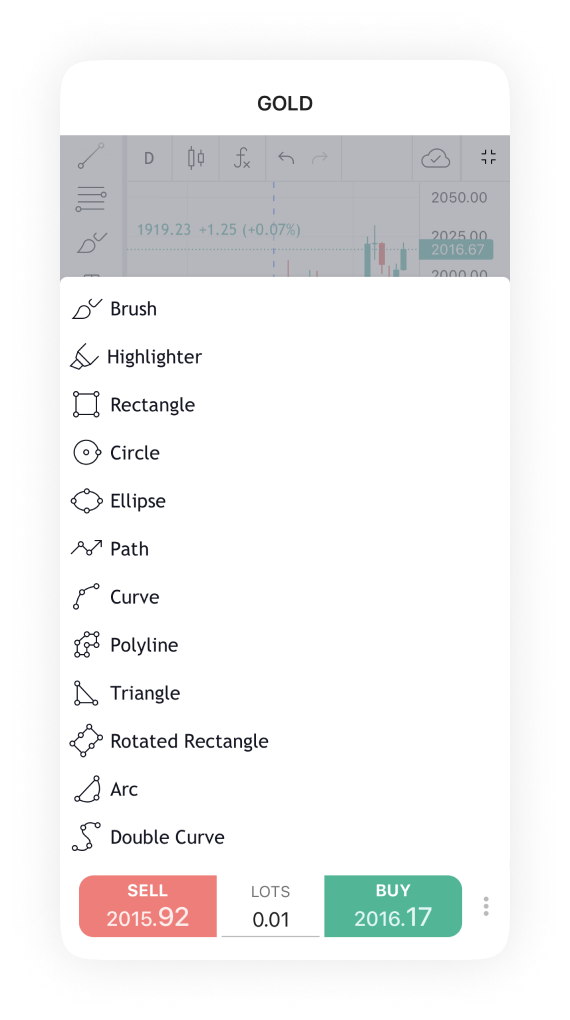 GOLD
D
fx
2050.00
1919.23 +1.25 (+0.07%)
2025.00
2016.67
2000.00
Brush
Highlighter
Rectangle
Circle
Ellipse
Path
Curve
Polyline
Triangle
Rotated Rectangle
Arc
Double Curve
SELL
2015.92
LOTS
0.01
BUY
2016.17